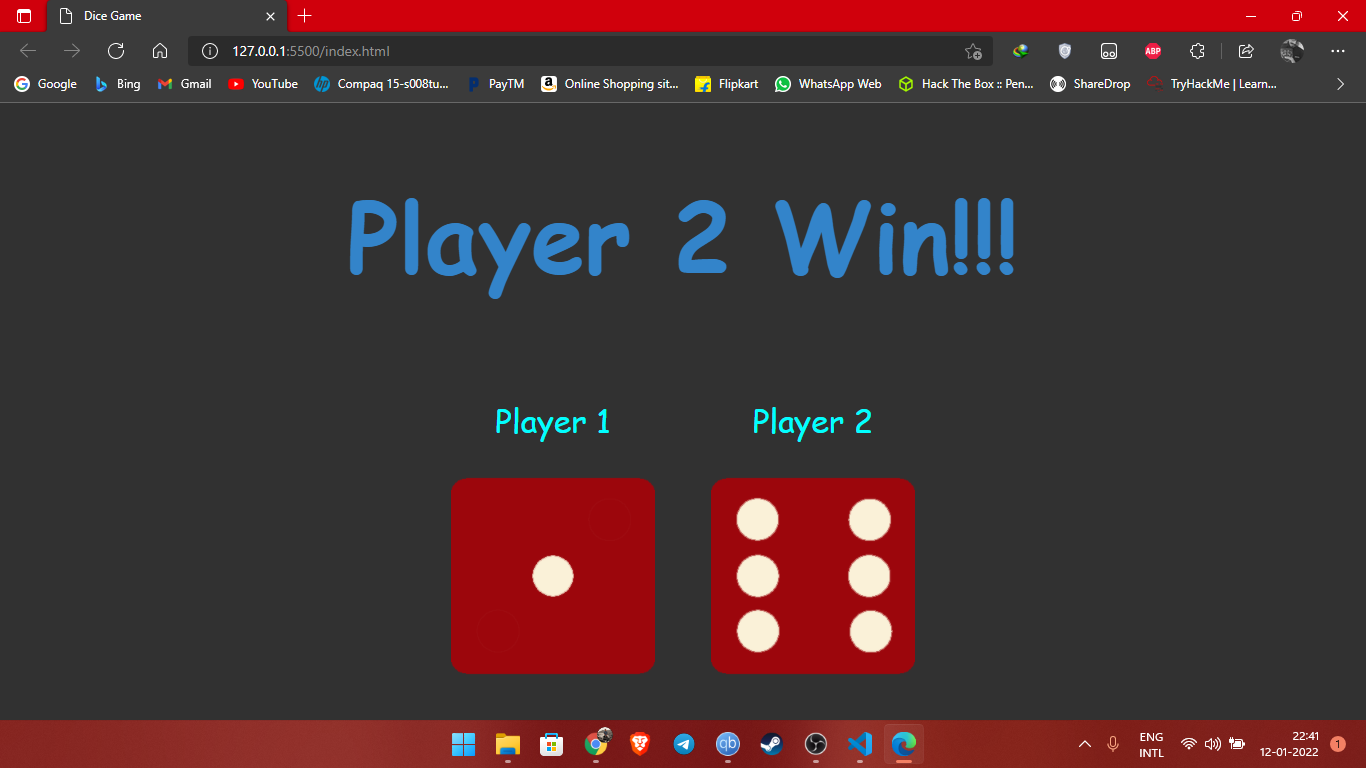 Dice Game
127.0.0.1:5500/index.html
ABP
Google Bing Gmail YouTube Compaq 15-s008tu... PayTM Online Shopping sit... Flipkart WhatsApp Web Hack The Box :: Pen... ShareDrop TryHackMe | Learn...
Player 2 Win!!!
Player 1 Player 2
qb
ENG 22:41
INTL 12-01-2022 1